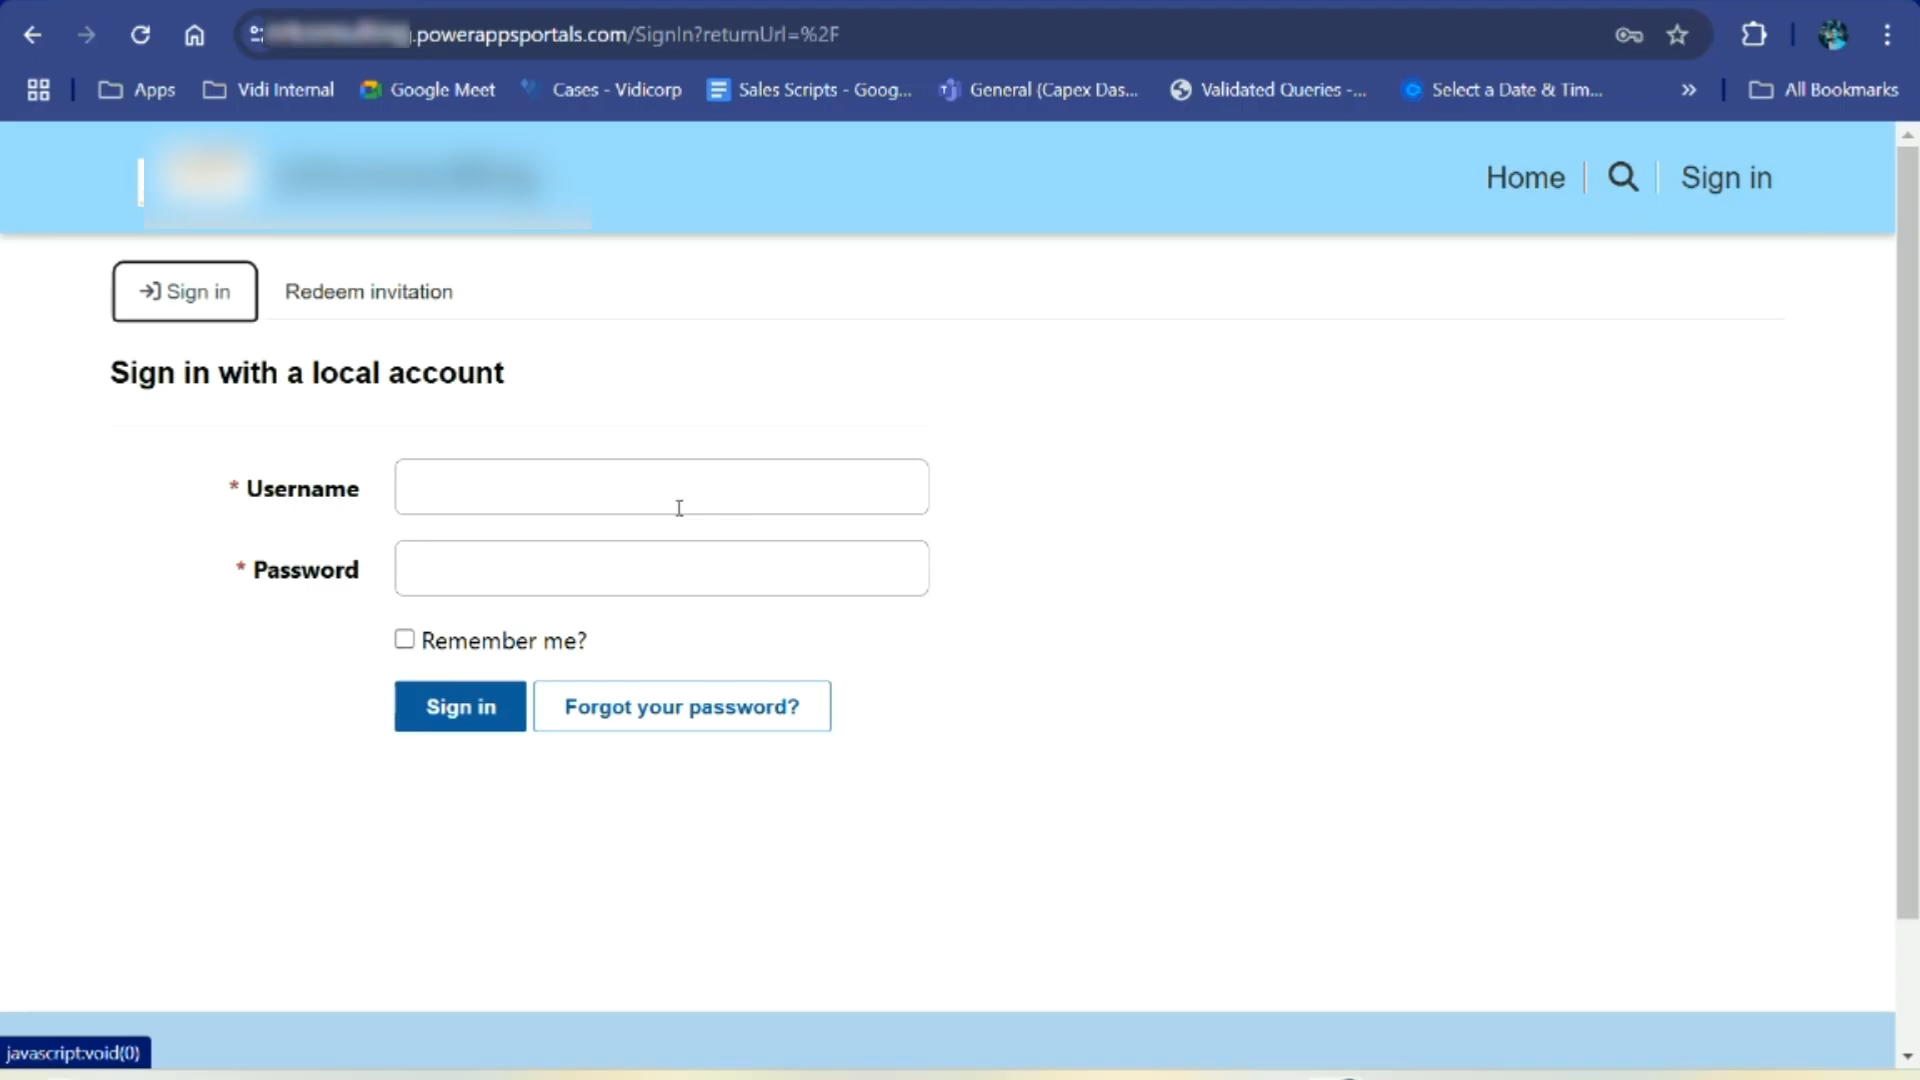 .powerappsportals.com/SignIn?returnUrl=%2F
Apps Vidi Internal Google Meet Cases - Vidicorp Sales Scripts - Goog... General (Capex Das... Validated Queries -... Select a Date & Tim... » All Bookmarks
Home Sign in
Sign in Redeem invitation
Sign in with a local account
* Username
* Password
Remember me?
Sign in Forgot your password?
javascript:void(0)